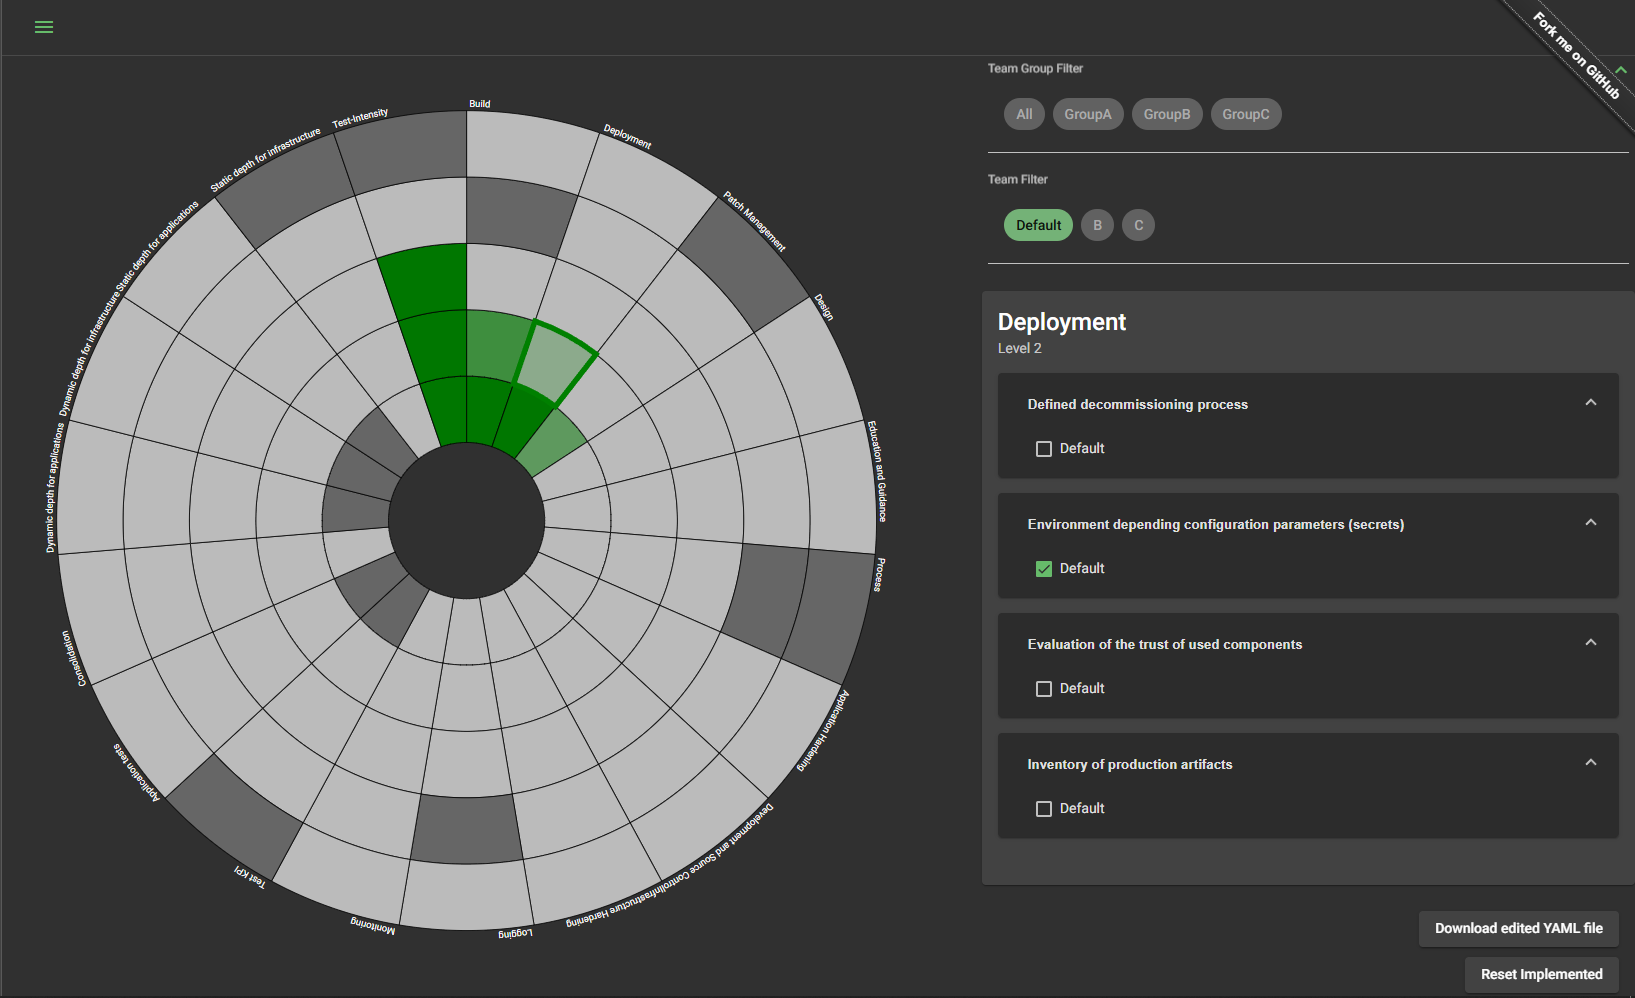 Fork me on GitHub
Build
Deployment
Patch Management
Design
Education and Guidance
Process
Application Hardening
Development and Source Control
Infrastructure Hardening
Logging
Monitoring
Test KPI
Application tests
Consolidation
Dynamic depth for applications
Dynamic depth for infrastructure
Static depth for applications
Static depth for infrastructure
Test-Intensity
Team Group Filter
All GroupA GroupB GroupC
Team Filter
Default B C
Deployment
Level 2
Defined decommissioning process
Default
Environment depending configuration parameters (secrets)
Default
Evaluation of the trust of used components
Default
Inventory of production artifacts
Default
Download edited YAML file
Reset Implemented